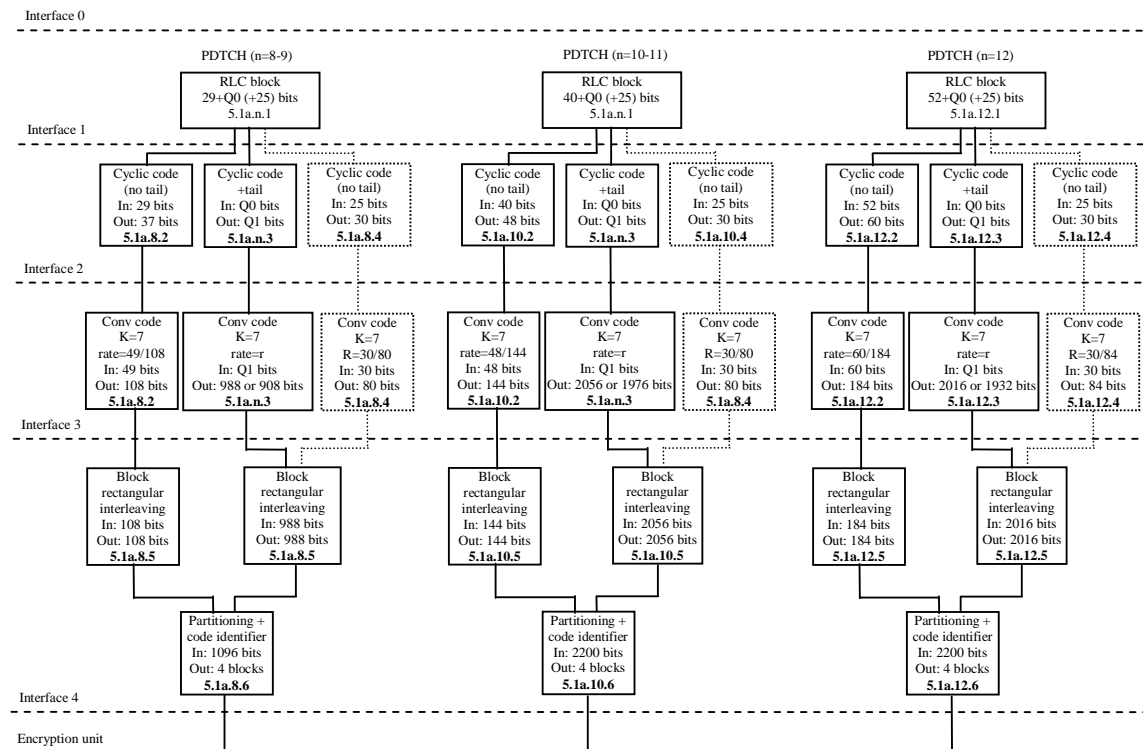 Interface 0
PDTCH (n=8-9)
RLC block
29+Q0 (+25) bits
5.1a.n.1
PDTCH (n=10-11)
RLC block
40+Q0 (+25) bits
5.1a.n.1
PDTCH (n=12)
RLC block
52+Q0 (+25) bits
5.1a.12.1
Interface 1
Cyclic code
(no tail)
In: 29 bits
Out: 37 bits
5.1a.8.2
Cyclic code
+tail
In: Q0 bits
Out: Q1 bits
5.1a.n.3
Cyclic code
(no tail)
In: 25 bits
Out: 30 bits
5.1a.8.4
Cyclic code
(no tail)
In: 40 bits
Out: 48 bits
5.1a.10.2
Cyclic code
+tail
In: Q0 bits
Out: Q1 bits
5.1a.n.3
Cyclic code
(no tail)
In: 25 bits
Out: 30 bits
5.1a.10.4
Cyclic code
(no tail)
In: 52 bits
Out: 60 bits
5.1a.12.2
Cyclic code
+tail
In: Q0 bits
Out: Q1 bits
5.1a.12.3
Cyclic code
(no tail)
In: 25 bits
Out: 30 bits
5.1a.12.4
Interface 2
Conv code
K=7
rate=49/108
In: 49 bits
Out: 108 bits
5.1a.8.2
Conv code
K=7
rate=r
In: Q1 bits
Out: 988 or 908 bits
5.1a.n.3
Conv code
K=7
R=30/80
In: 30 bits
Out: 80 bits
5.1a.8.4
Conv code
K=7
rate=48/144
In: 48 bits
Out: 144 bits
5.1a.10.2
Conv code
K=7
rate=r
In: Q1 bits
Out: 2056 or 1976 bits
5.1a.n.3
Conv code
K=7
R=30/80
In: 30 bits
Out: 80 bits
5.1a.8.4
Conv code
K=7
rate=60/184
In: 60 bits
Out: 184 bits
5.1a.12.2
Conv code
K=7
rate=r
In: Q1 bits
Out: 2016 or 1932 bits
5.1a.12.3
Conv code
K=7
R=30/84
In: 30 bits
Out: 84 bits
5.1a.12.4
Interface 3
Block
rectangular
interleaving
In: 108 bits
Out: 108 bits
5.1a.8.5
Block
rectangular
interleaving
In: 988 bits
Out: 988 bits
5.1a.8.5
Block
rectangular
interleaving
In: 144 bits
Out: 144 bits
5.1a.10.5
Block
rectangular
interleaving
In: 2056 bits
Out: 2056 bits
5.1a.10.5
Block
rectangular
interleaving
In: 184 bits
Out: 184 bits
5.1a.12.5
Block
rectangular
interleaving
In: 2016 bits
Out: 2016 bits
5.1a.12.5
Partitioning +
code identifier
In: 1096 bits
Out: 4 blocks
5.1a.8.6
Partitioning +
code identifier
In: 2200 bits
Out: 4 blocks
5.1a.10.6
Partitioning +
code identifier
In: 2200 bits
Out: 4 blocks
5.1a.12.6
Interface 4
Encryption unit